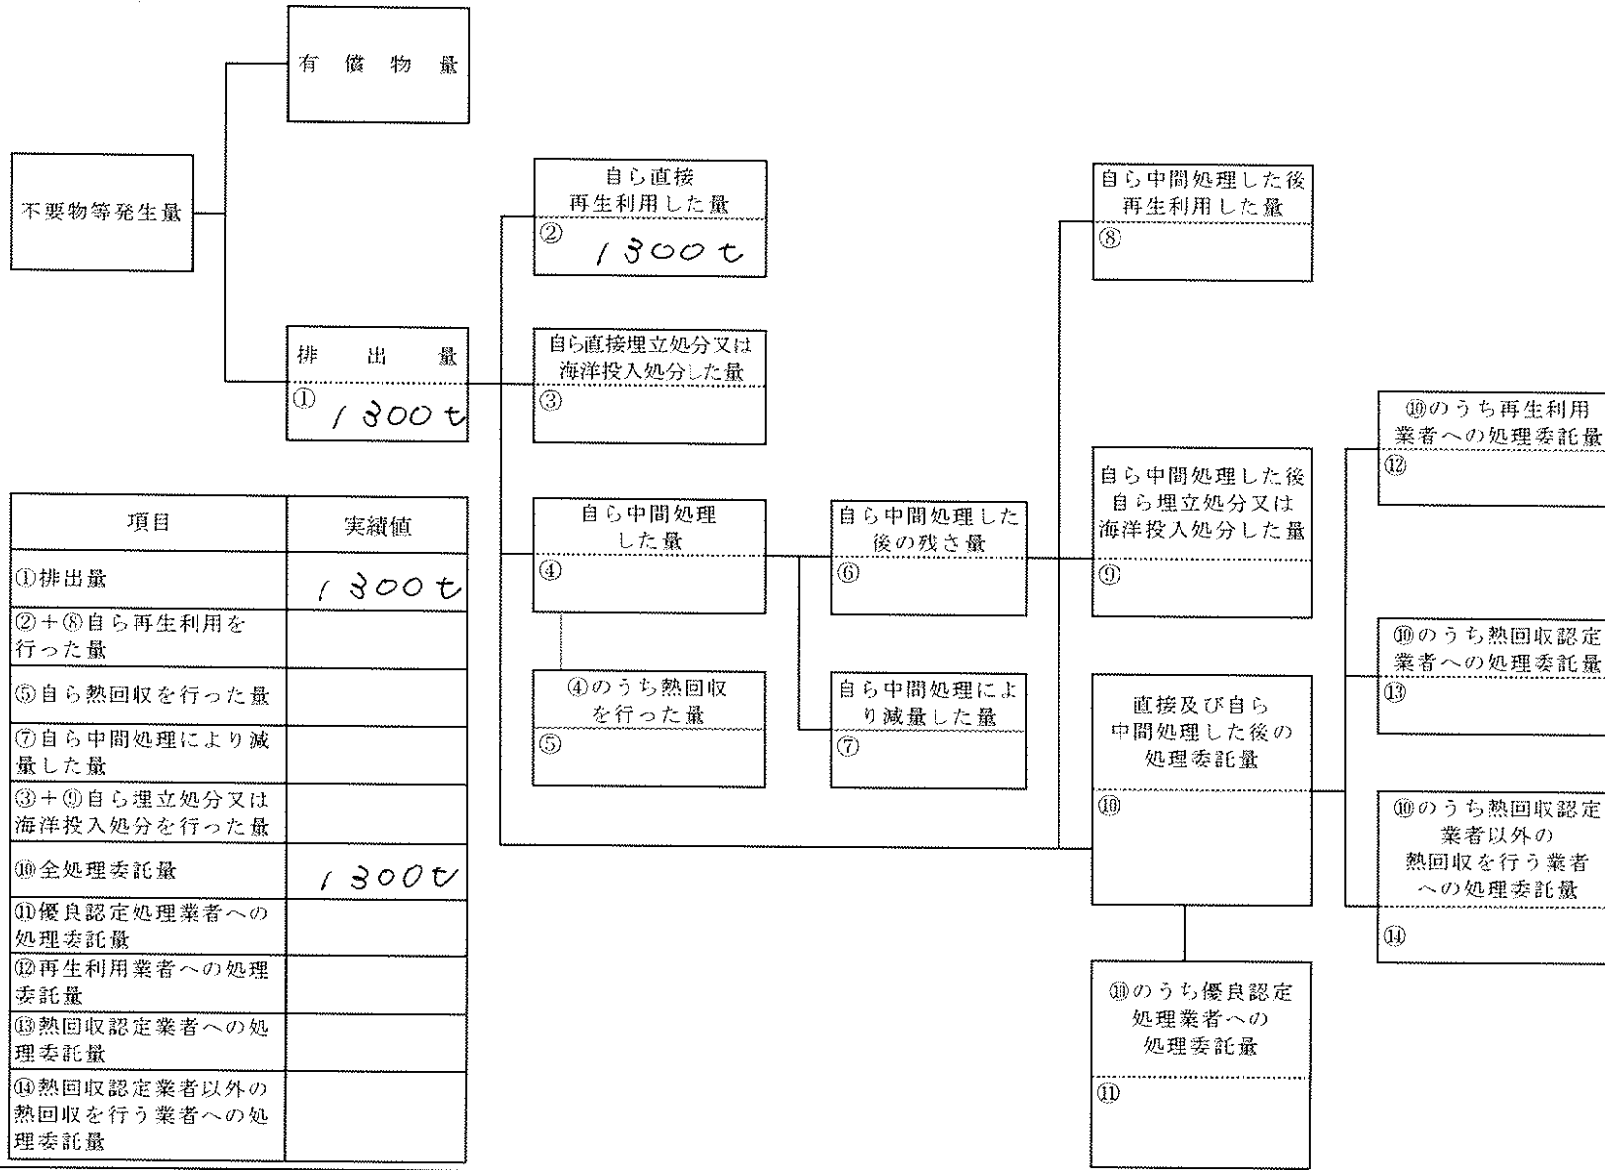 有償物量
不要物等発生量
排出量
①
1300t
自ら直接
再生利用した量
②
1300t
自ら直接埋立処分又は
海洋投入処分した量
③
自ら中間処理
した量
④
④のうち熱回収
を行った量
⑤
自ら中間処理した
後の残さ量
⑥
自ら中間処理によ
り減量した量
⑦
自ら中間処理した後
再生利用した量
⑧
自ら中間処理した後
自ら埋立処分又は
海洋投入処分した量
⑨
直接及び自ら
中間処理した後の
処理委託量
⑩
⑩のうち優良認定
処理業者への
処理委託量
⑪
⑩のうち再生利用
業者への処理委託量
⑫
⑩のうち熱回収認定
業者への処理委託量
⑬
⑩のうち熱回収認定
業者以外の
熱回収を行う業者
への処理委託量
⑭
項目 実績値
①排出量 1300t
②+⑧自ら再生利用を
行った量
⑤自ら熱回収を行った量
⑦自ら中間処理により減
量した量
③+⑨自ら埋立処分又は
海洋投入処分を行った量
⑩全処理委託量 1300t
⑪優良認定処理業者への
処理委託量
⑫再生利用業者への処理
委託量
⑬熱回収認定業者への処
理委託量
⑭熱回収認定業者以外の
熱回収を行う業者への処
理委託量